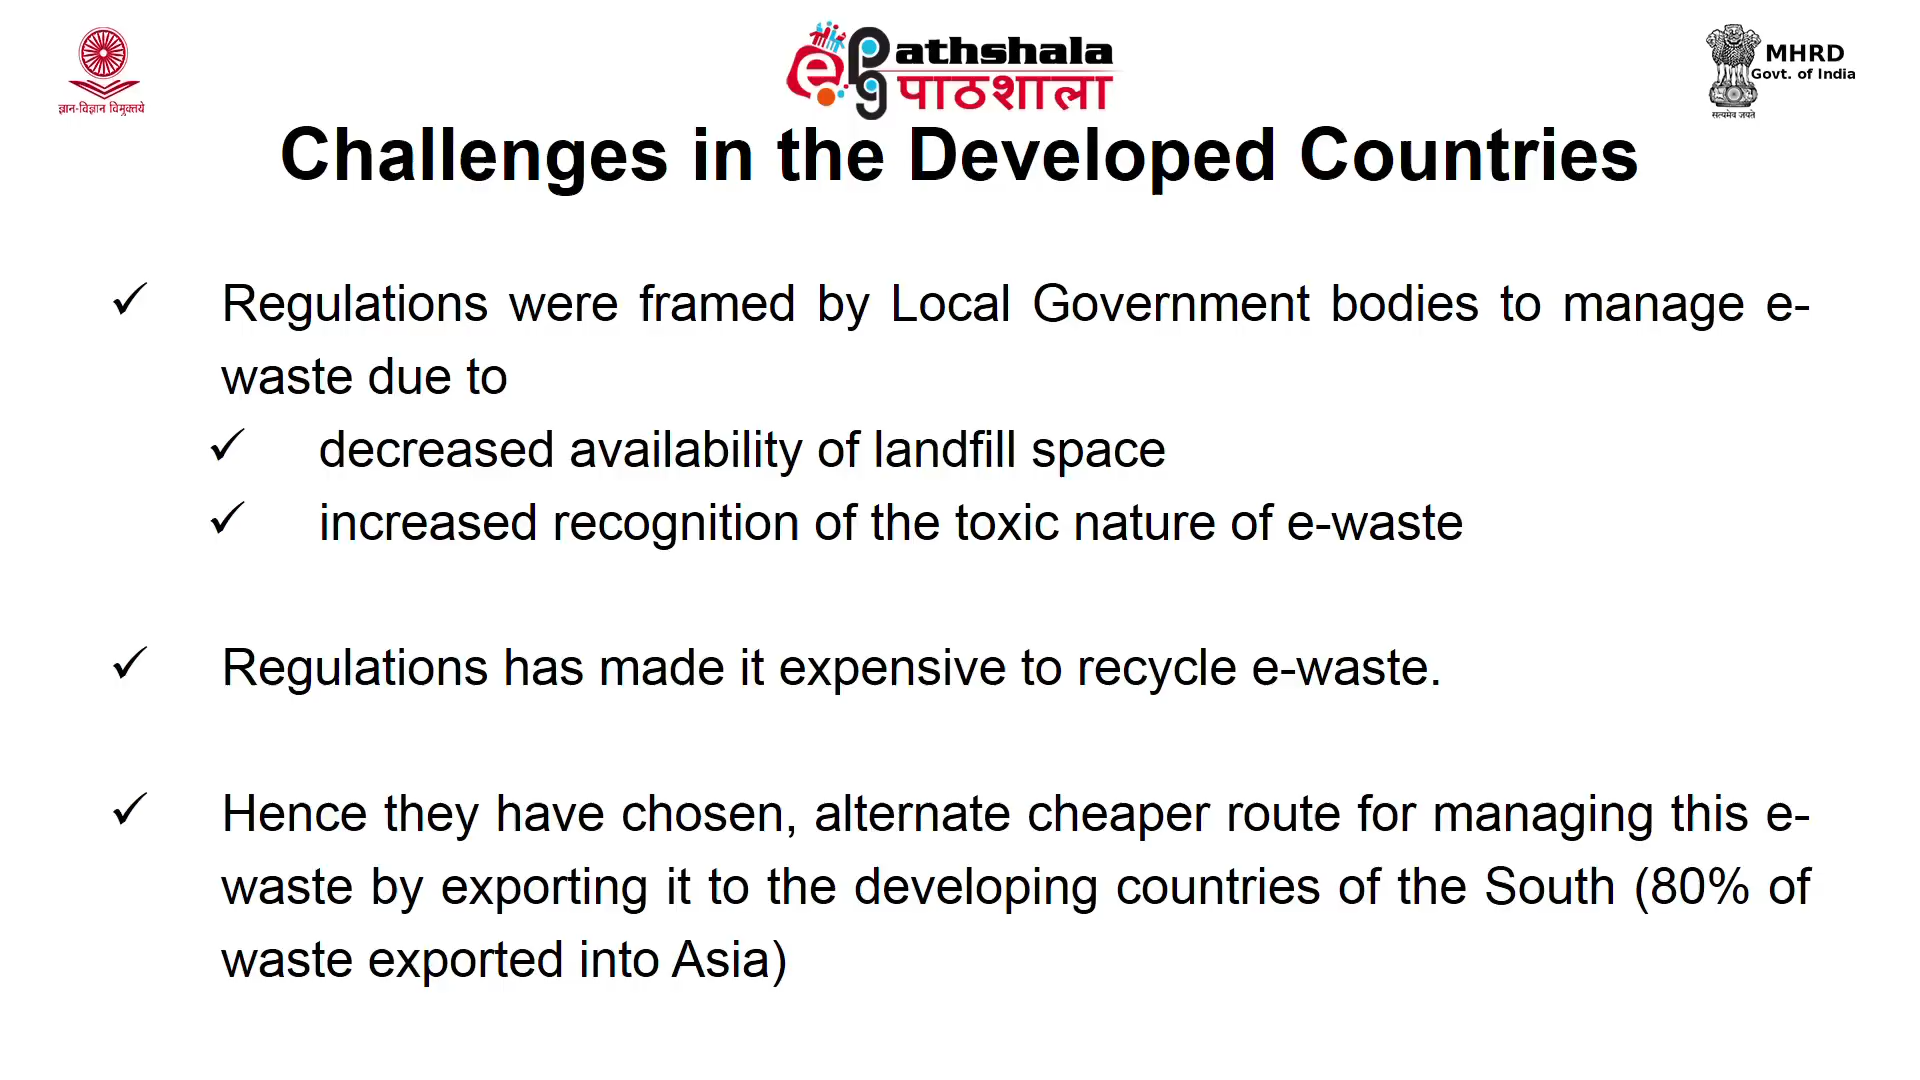 ज्ञान-विज्ञान विमुक्तये
ePathshala
पाठशाला
MHRD
Govt. of India
सत्यमेव जयते
Challenges in the Developed Countries
✓ Regulations were framed by Local Government bodies to manage e-
waste due to
✓ decreased availability of landfill space
✓ increased recognition of the toxic nature of e-waste
✓ Regulations has made it expensive to recycle e-waste.
✓ Hence they have chosen, alternate cheaper route for managing this e-
waste by exporting it to the developing countries of the South (80% of
waste exported into Asia)